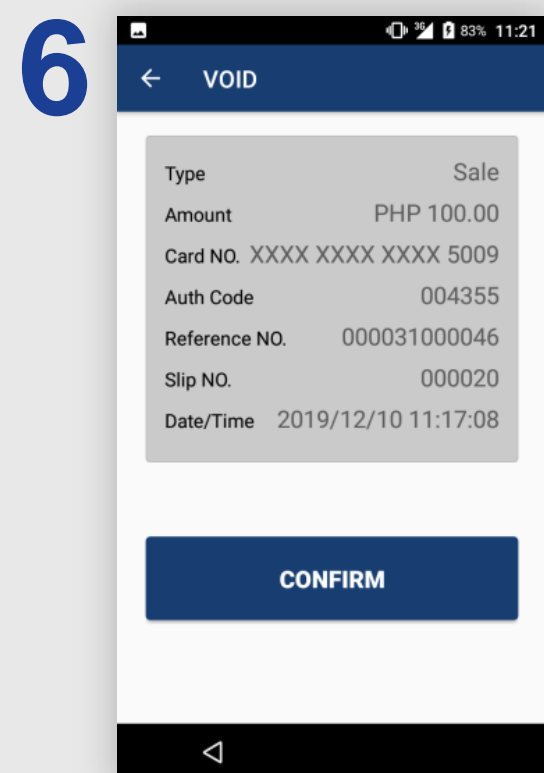 6
3G 83% 11:21
VOID
Type Sale
Amount PHP 100.00
Card NO. XXXX XXXX XXXX 5009
Auth Code 004355
Reference NO. 000031000046
Slip NO. 000020
Date/Time 2019/12/10 11:17:08
CONFIRM